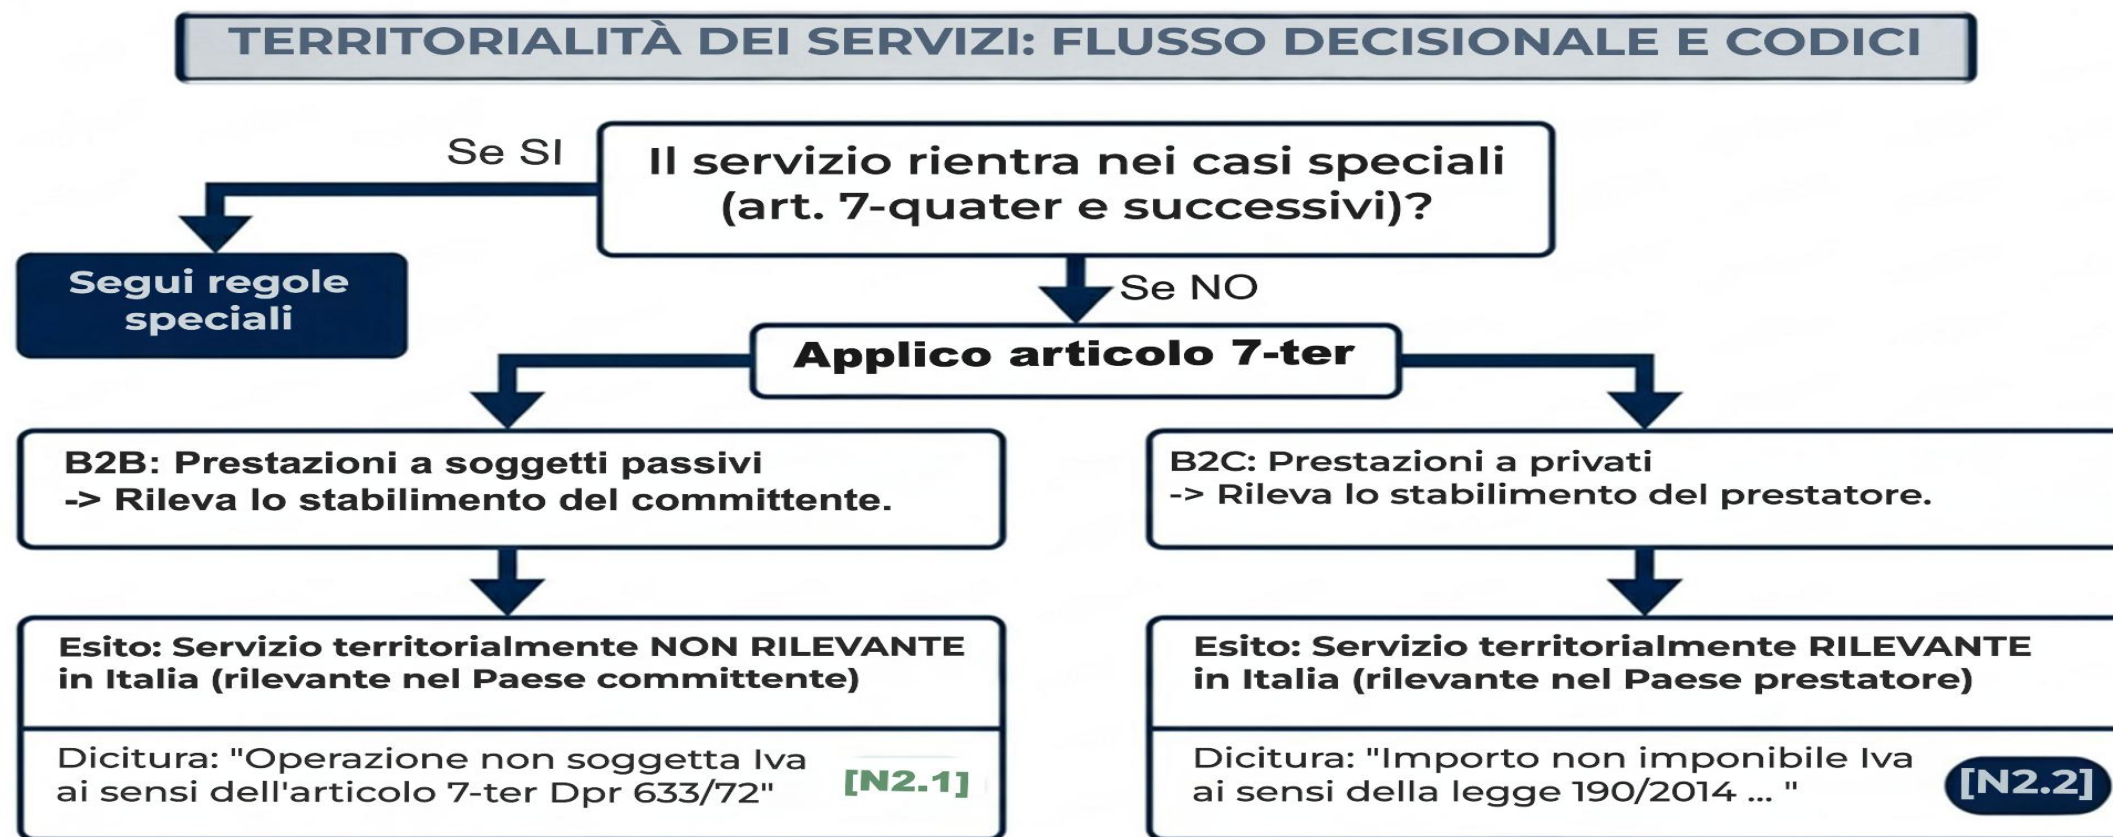 TERRITORIALITÀ DEI SERVIZI: FLUSSO DECISIONALE E CODICI
Se SI
Il servizio rientra nei casi speciali
(art. 7-quater e successivi)?
Segui regole
speciali
Se NO
Applico articolo 7-ter
B2B: Prestazioni a soggetti passivi
-> Rileva lo stabilimento del committente.
B2C: Prestazioni a privati
-> Rileva lo stabilimento del prestatore.
Esito: Servizio territorialmente NON RILEVANTE
in Italia (rilevante nel Paese committente)
Dicitura: "Operazione non soggetta Iva
ai sensi dell'articolo 7-ter Dpr 633/72"
[N2.1]
Esito: Servizio territorialmente RILEVANTE
in Italia (rilevante nel Paese prestatore)
Dicitura: "Importo non imponibile Iva
ai sensi della legge 190/2014 ... "
[N2.2]